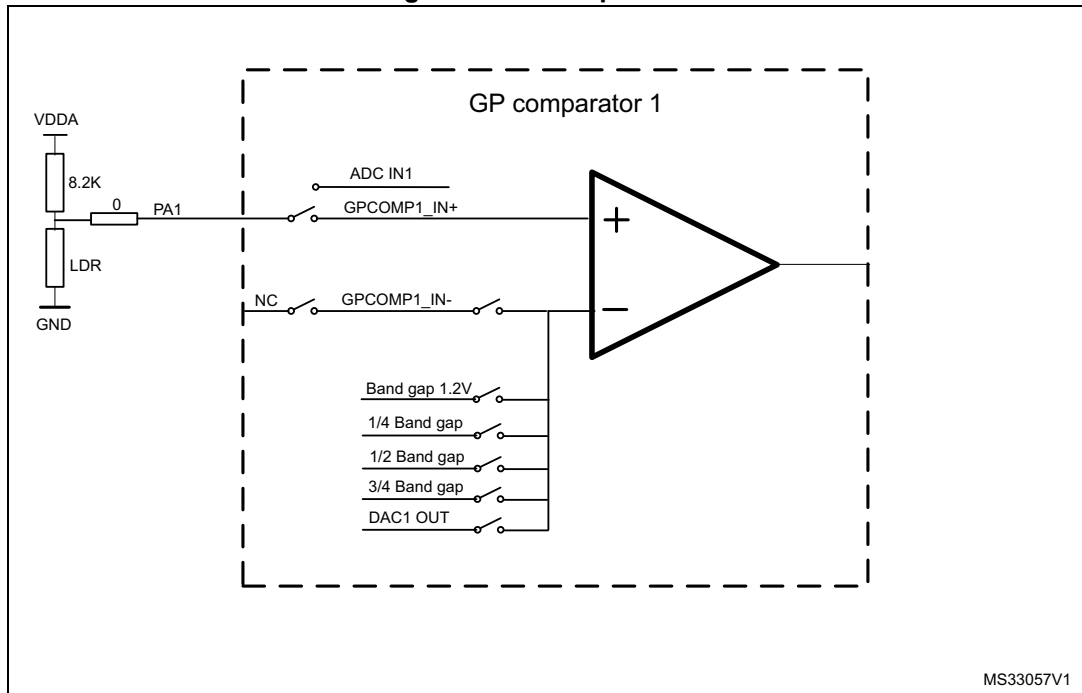 GP comparator 1
VDDA
8.2K
0
PA1
LDR
GND
ADC IN1
GPCOMP1_IN+
+
NC
GPCOMP1_IN-
−
Band gap 1.2V
1/4 Band gap
1/2 Band gap
3/4 Band gap
DAC1 OUT
MS33057V1